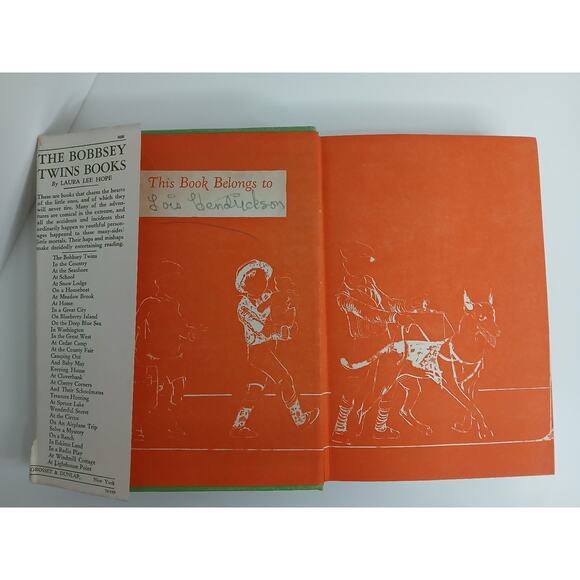 THE BOBBSEY
TWINS BOOKS
By LAURA LEE HOPE
These are books that charm the hearts
of the little ones, and of which they
will never tire. Many of the adven-
tures are comical in the extreme, and
all the accidents and incidents that
ordinarily happen to youthful person-
ages happened to these many-sided
little mortals. Their haps and mishaps
make decidedly entertaining reading.
The Bobbsey Twins
In the Country
At the Seashore
At School
At Snow Lodge
On a Houseboat
At Meadow Brook
At Home
In a Great City
On Blueberry Island
On the Deep Blue Sea
In Washington
In the Great West
At Cedar Camp
At the County Fair
Camping Out
And Baby May
Keeping House
At Cloverbank
At Cherry Corners
And Their Schoolmates
Treasure Hunting
At Spruce Lake
Wonderful Secret
At the Circus
On An Airplane Trip
Solve a Mystery
On a Ranch
In Eskimo Land
In a Radio Play
At Windmill Cottage
At Lighthouse Point
GROSSET & DUNLAP, New York
This Book Belongs to
Lois Hendrickson